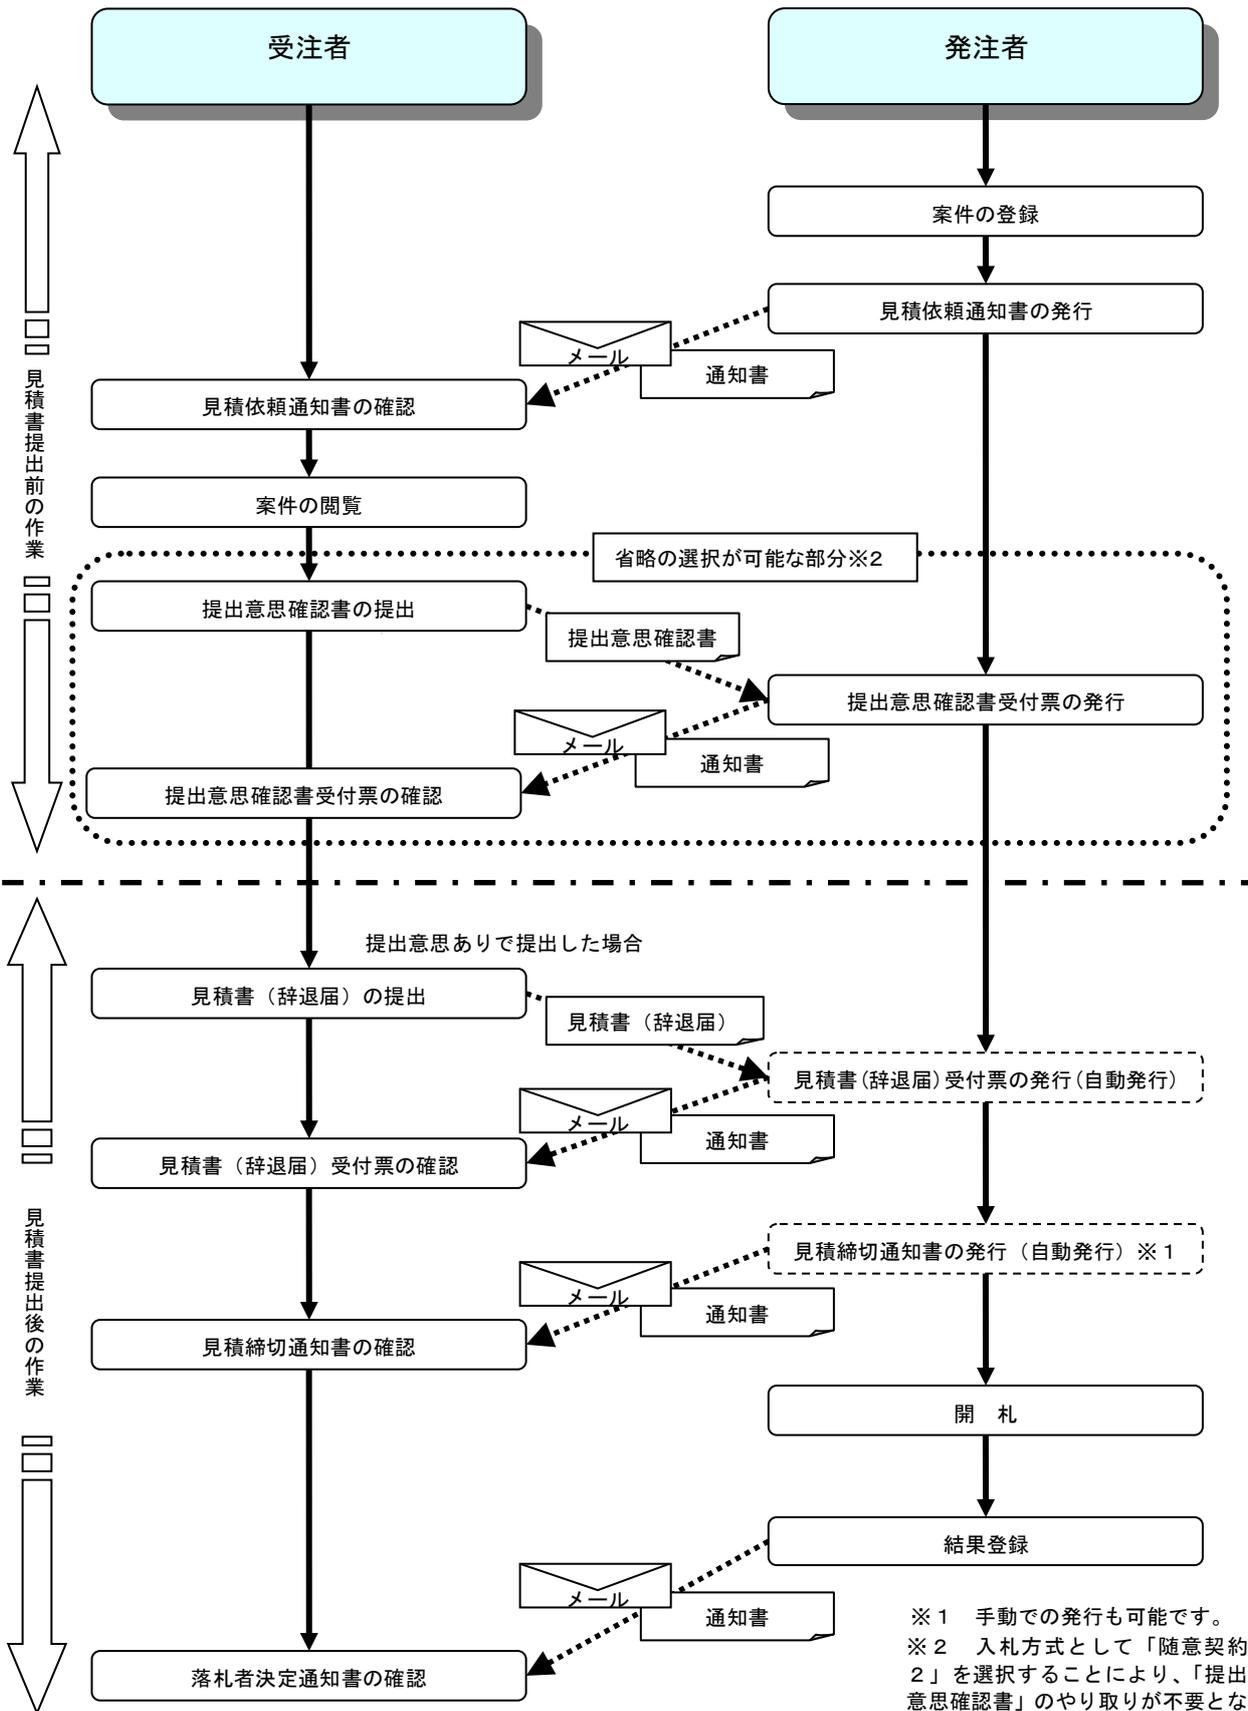 受注者
発注者
案件の登録
見積依頼通知書の発行
メール
通知書
見積依頼通知書の確認
案件の閲覧
見積書提出前の作業
省略の選択が可能な部分※2
提出意思確認書の提出
提出意思確認書
提出意思確認書受付票の発行
メール
通知書
提出意思確認書受付票の確認
提出意思ありで提出した場合
見積書（辞退届）の提出
見積書（辞退届）
見積書(辞退届)受付票の発行(自動発行)
メール
通知書
見積書（辞退届）受付票の確認
見積書提出後の作業
見積締切通知書の発行（自動発行）※１
メール
通知書
見積締切通知書の確認
開　札
結果登録
メール
通知書
落札者決定通知書の確認
※１　手動での発行も可能です。
※２　入札方式として「随意契約
２」を選択することにより、「提出
意思確認書」のやり取りが不要とな